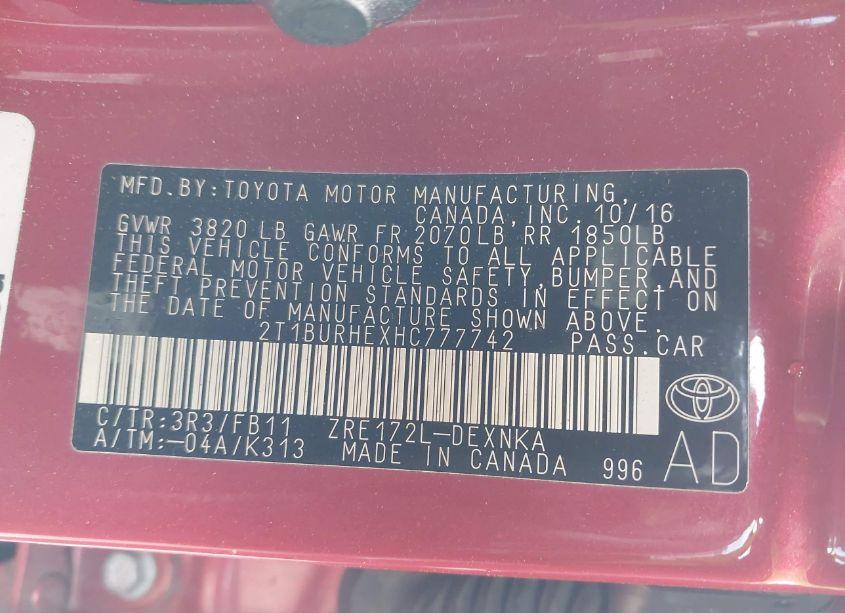 MFD.BY:TOYOTA MOTOR MANUFACTURING,
CANADA,INC. 10/16
GVWR 3820 LB GAWR FR 2070LB RR 1850LB
THIS VEHICLE CONFORMS TO ALL APPLICABLE
FEDERAL MOTOR VEHICLE SAFETY,BUMPER,AND
THEFT PREVENTION STANDARDS IN EFFECT ON
THE DATE OF MANUFACTURE SHOWN ABOVE.
2T1BURHEXHC777742 PASS.CAR
C/TR:3R3/FB11 ZRE172L-DEXNKA
A/TM:-04A/K313 MADE IN CANADA 996 AD